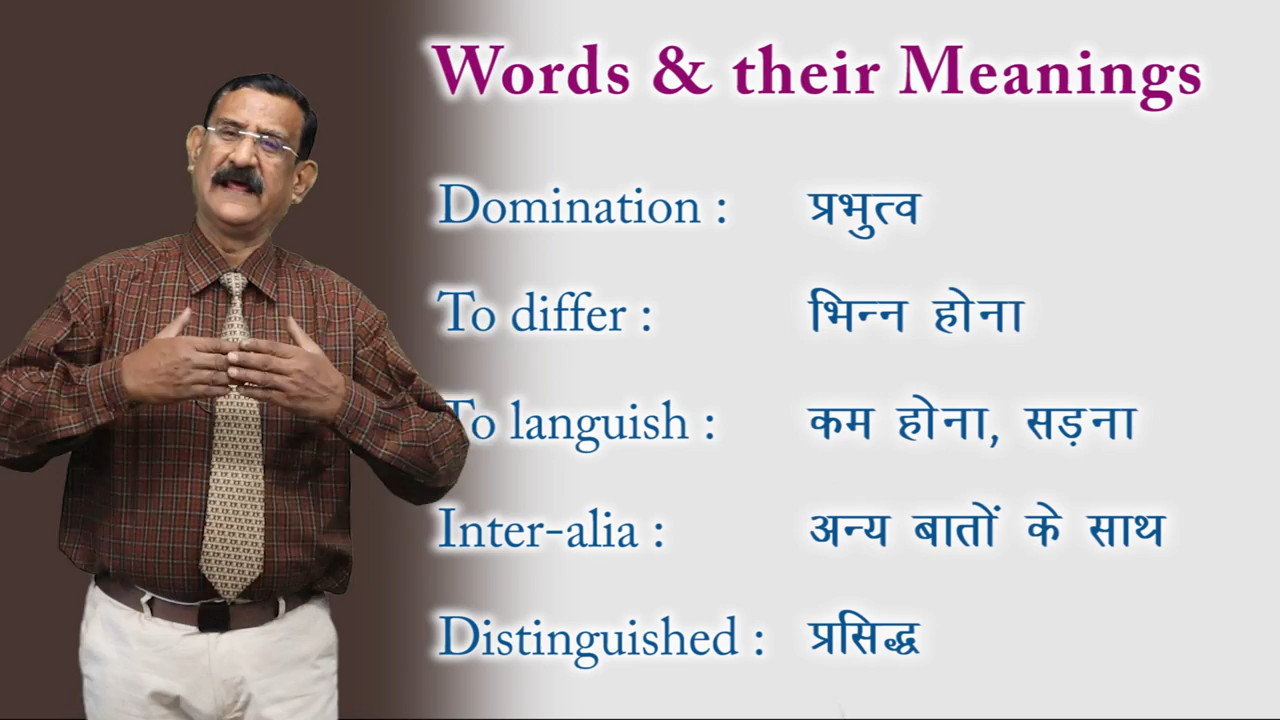 Words & their Meanings
Domination : प्रभुत्व
To differ : भिन्न होना
To languish : कम होना, सड़ना
Inter-alia : अन्य बातों के साथ
Distinguished : प्रसिद्ध